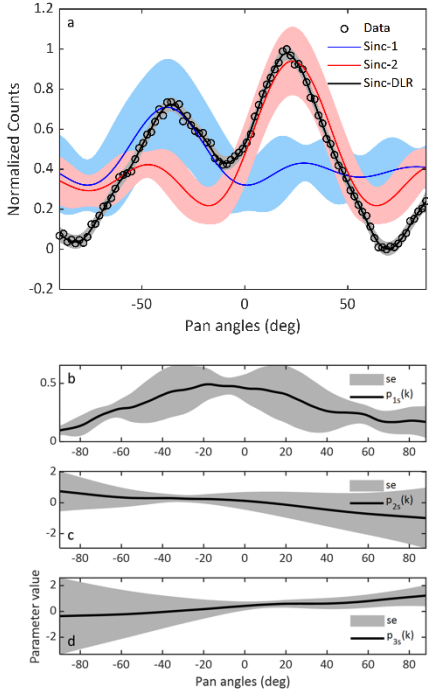 1.2
a
Data
Sinc-1
Sinc-2
Sinc-DLR
1
0.8
0.6
0.4
0.2
0
-0.2
Normalized Counts
-50
0
50
Pan angles (deg)
b
se
p1s(k)
0.5
0
-80
-60
-40
-20
0
20
40
60
80
2
0
-2
c
se
p2s(k)
-80
-60
-40
-20
0
20
40
60
80
Parameter value
2
0
-2
d
se
p3s(k)
-80
-60
-40
-20
0
20
40
60
80
Pan angles (deg)